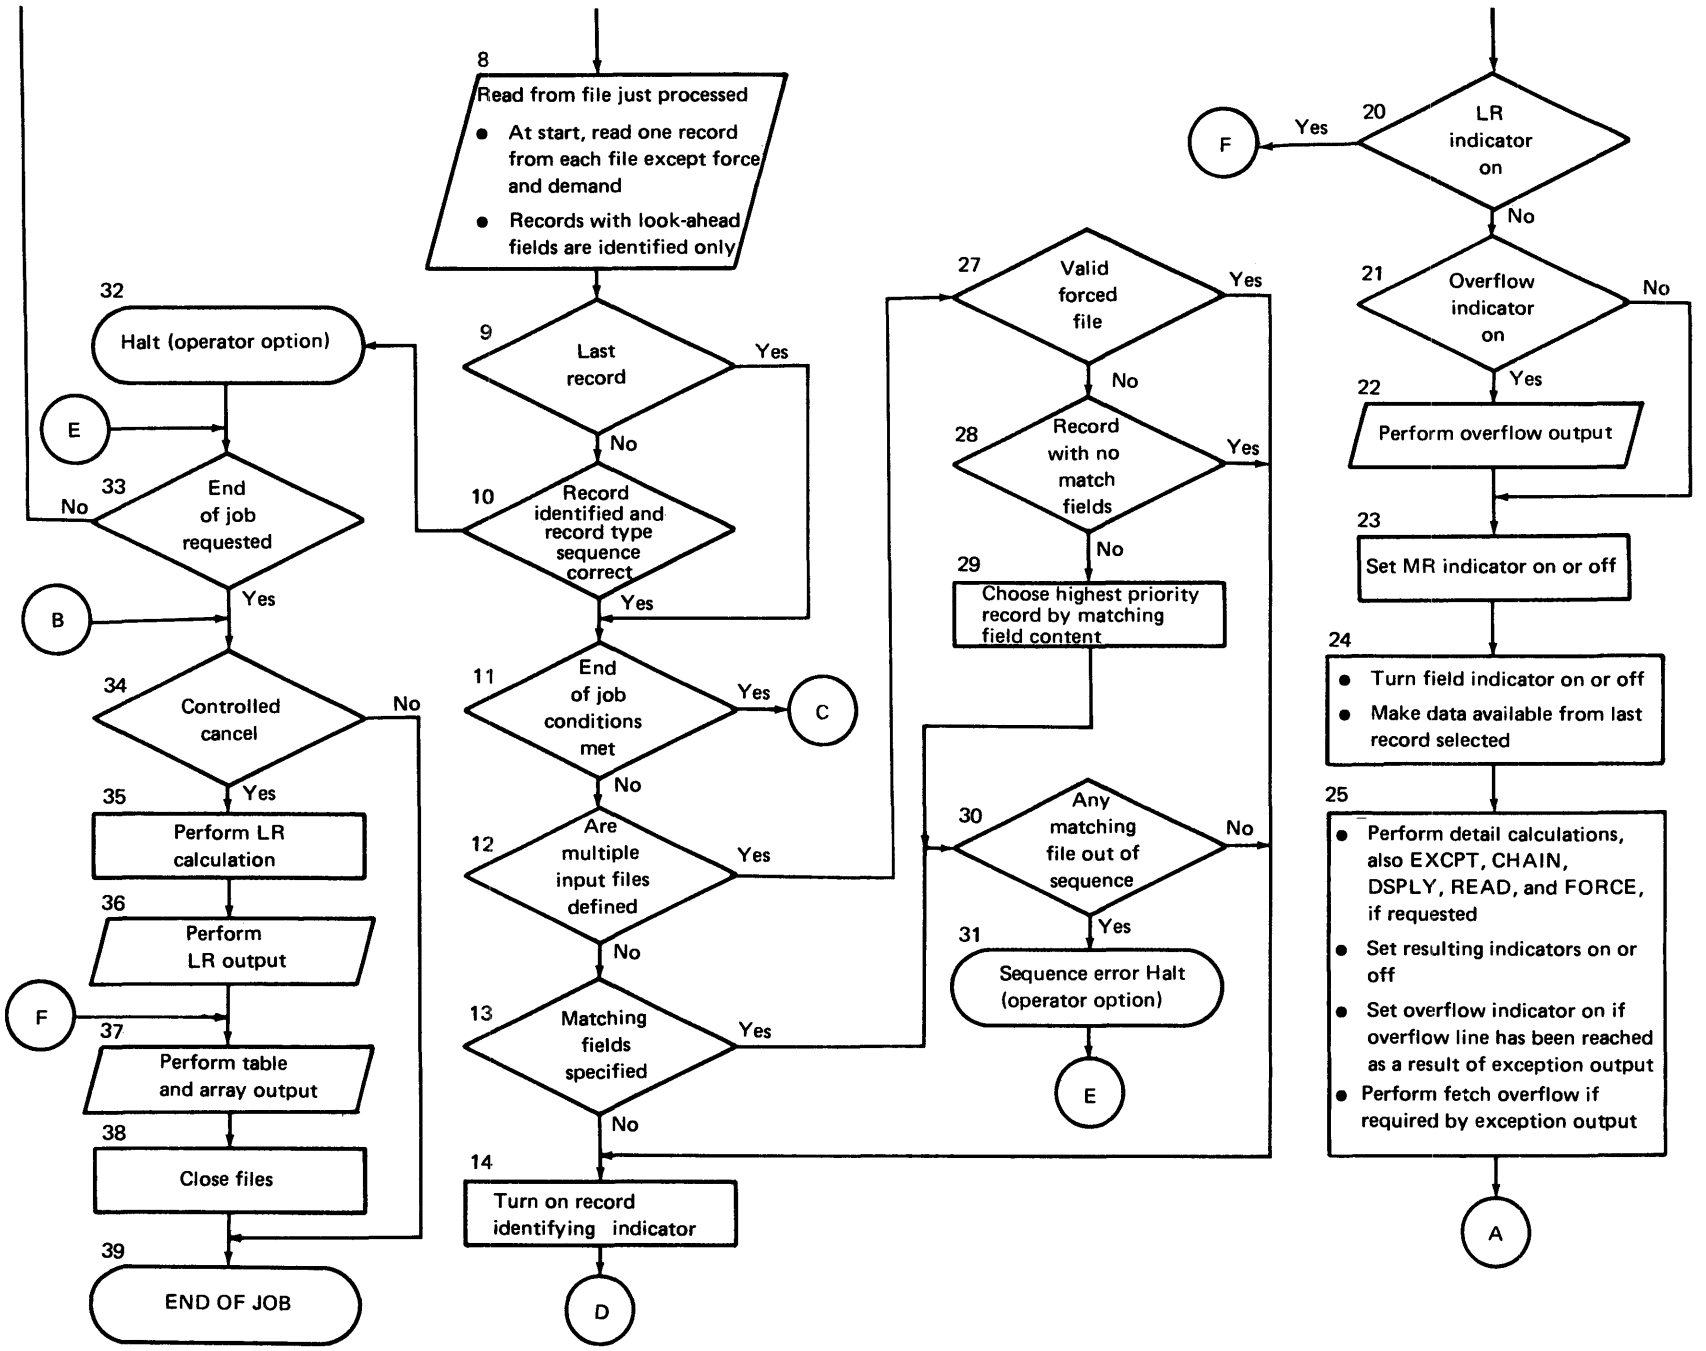 8
Read from file just processed
● At start, read one record
from each file except force
and demand
● Records with look-ahead
fields are identified only
9
Last
record
Yes
No
10
Record
identified and
record type
sequence
correct
Yes
11
End
of job
conditions
met
Yes
C
No
12
Are
multiple
input files
defined
Yes
No
13
Matching
fields
specified
Yes
No
14
Turn on record
identifying indicator
D
32
Halt (operator option)
E
33
End
of job
requested
No
Yes
B
34
Controlled
cancel
No
Yes
35
Perform LR
calculation
36
Perform
LR output
F
37
Perform table
and array output
38
Close files
39
END OF JOB
27
Valid
forced
file
Yes
No
28
Record
with no
match
fields
Yes
No
29
Choose highest priority
record by matching
field content
30
Any
matching
file out of
sequence
No
Yes
31
Sequence error Halt
(operator option)
E
20
LR
indicator
on
Yes
F
No
21
Overflow
indicator
on
No
Yes
22
Perform overflow output
23
Set MR indicator on or off
24
● Turn field indicator on or off
● Make data available from last
record selected
25
● Perform detail calculations,
also EXCPT, CHAIN,
DSPLY, READ, and FORCE,
if requested
● Set resulting indicators on or
off
● Set overflow indicator on if
overflow line has been reached
as a result of exception output
● Perform fetch overflow if
required by exception output
A